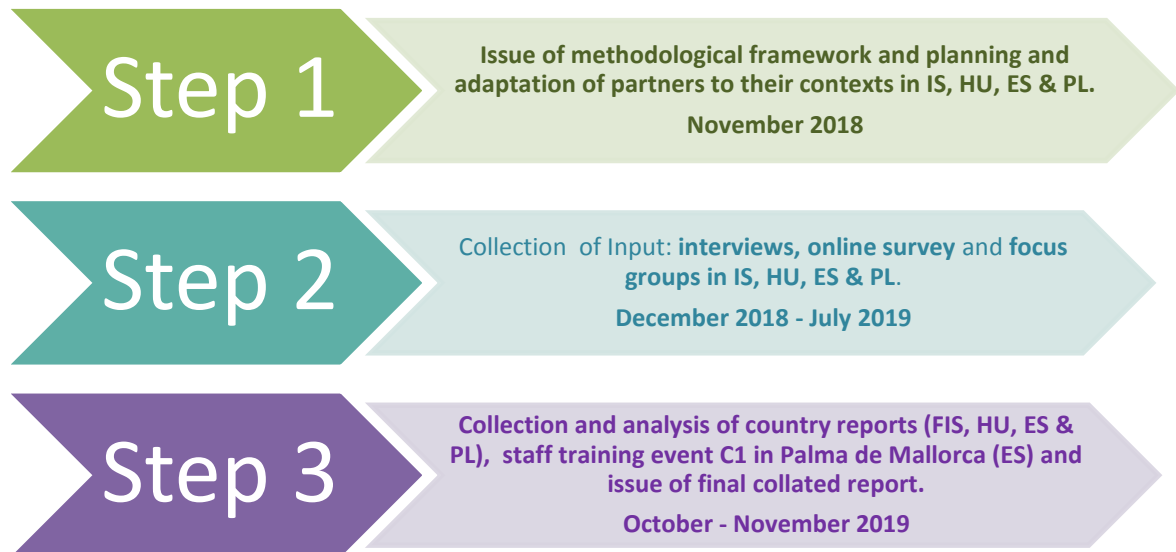 Step 1
Issue of methodological framework and planning and
adaptation of partners to their contexts in IS, HU, ES & PL.
November 2018
Step 2
Collection of Input: interviews, online survey and focus
groups in IS, HU, ES & PL.
December 2018 - July 2019
Step 3
Collection and analysis of country reports (FIS, HU, ES &
PL), staff training event C1 in Palma de Mallorca (ES) and
issue of final collated report.
October - November 2019